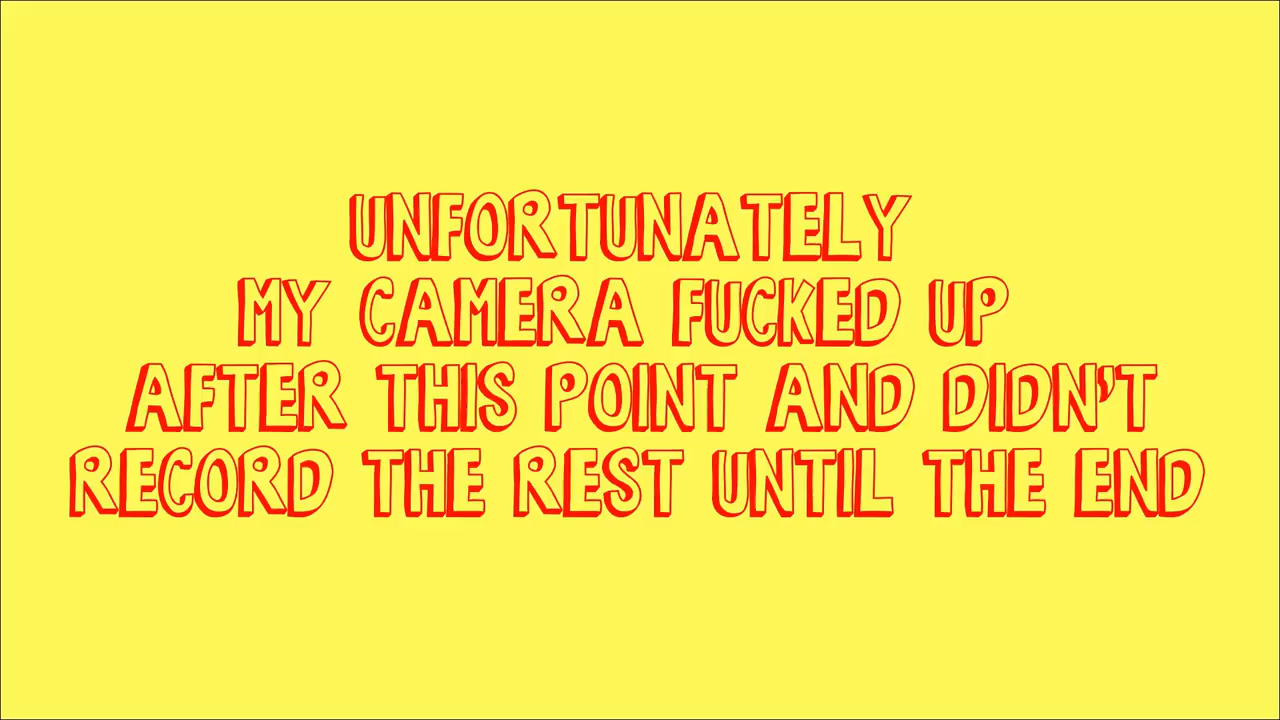 UNFORTUNATELY
MY CAMERA FUCKED UP
AFTER THIS POINT AND DIDN'T
RECORD THE REST UNTIL THE END